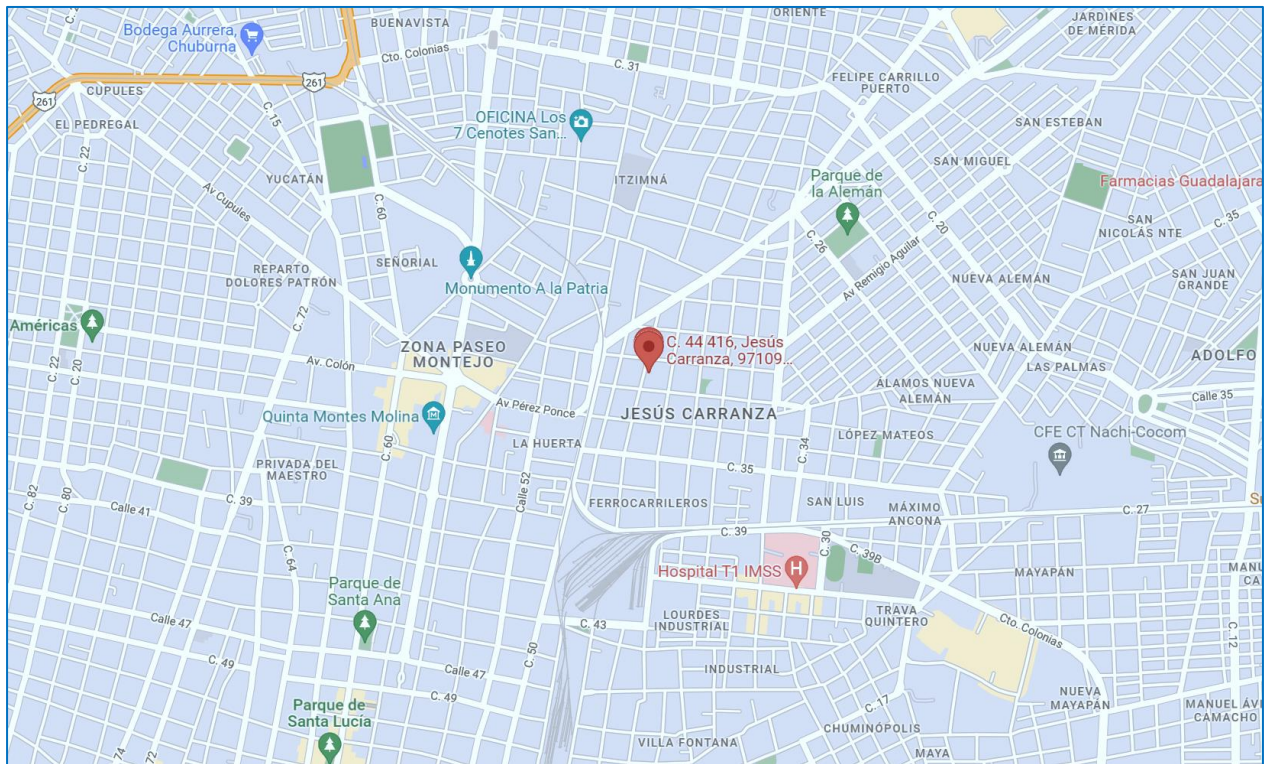 BUENAVISTA
ORIENTE
JARDINES
DE MÉRIDA
Bodega Aurrera,
Chuburna
Cto. Colonias
C. 31
FELIPE CARRILLO
PUERTO
261
261
CUPULES
EL PEDREGAL
C. 15
OFICINA Los
7 Cenotes San...
SAN ESTEBAN
C. 22
YUCATÁN
Av Cupules
C. 60
ITZIMNÁ
SAN MIGUEL
Parque de
la Alemán
Farmacias Guadalajara
C. 20
C. 35
SAN
NICOLÁS NTE
C. 26
Av Remigio Aguilar
REPARTO
DOLORES PATRÓN
SEÑORIAL
Monumento A la Patria
NUEVA ALEMÁN
SAN JUAN
GRANDE
Américas
C. 72
ZONA PASEO
MONTEJO
C. 44 416, Jesús
Carranza, 97109...
NUEVA ALEMÁN
LAS PALMAS
ADOLFO
C. 22
C. 20
Av. Colón
ÁLAMOS NUEVA
ALEMÁN
Calle 35
Quinta Montes Molina
Av Pérez Ponce
JESÚS CARRANZA
C. 34
LÓPEZ MATEOS
CFE CT Nachi-Cocom
C. 60
LA HUERTA
PRIVADA DEL
MAESTRO
C. 35
C. 82
C. 80
C. 39
Calle 41
Calle 52
FERROCARRILEROS
SAN LUIS
MÁXIMO
ANCONA
C. 27
C. 39
C. 30
C. 39B
C. 64
Hospital T1 IMSS
MAYAPÁN
Parque de
Santa Ana
LOURDES
INDUSTRIAL
TRAVA
QUINTERO
Cto. Colonias
C. 12
Calle 47
C. 43
C. 50
C. 49
Calle 47
C. 49
INDUSTRIAL
C. 17
NUEVA
MAYAPÁN
Parque de
Santa Lucía
MANUEL ÁVI
CAMACHO
CHUMINÓPOLIS
74
72
VILLA FONTANA
MAYA